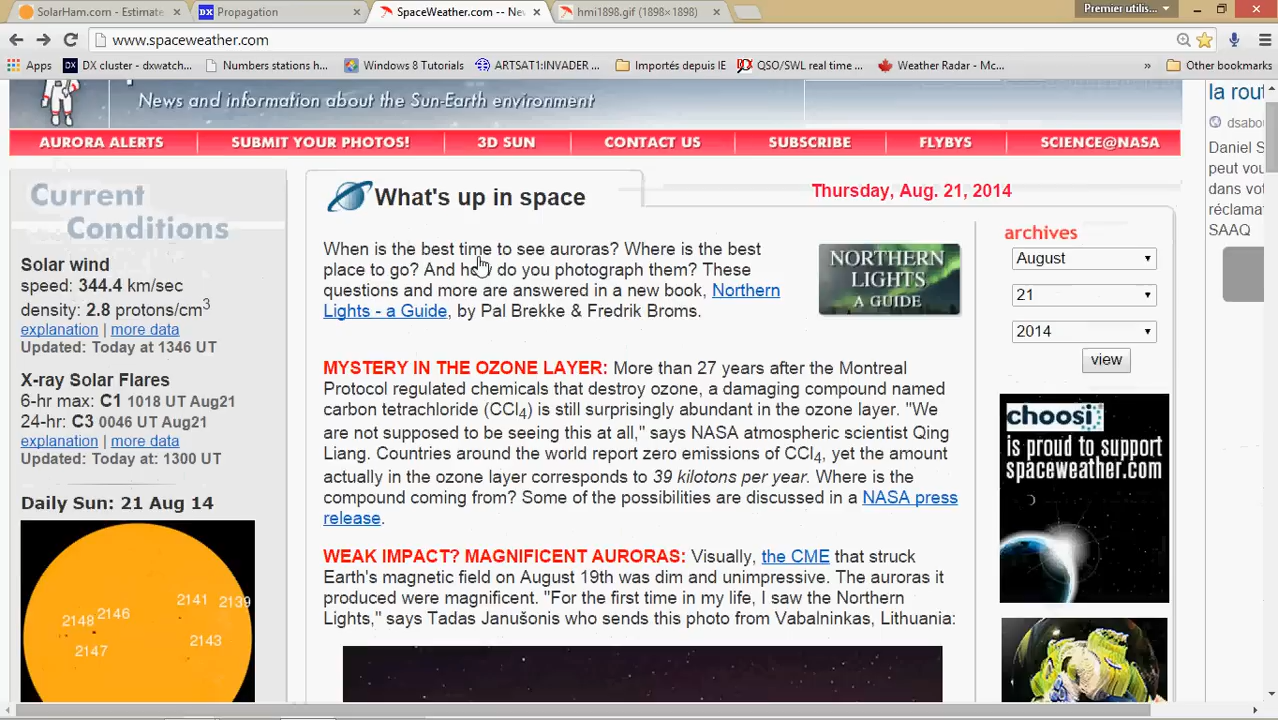 SolarHam.com - Estimate
Propagation
SpaceWeather.com -- Nev
hmi1898.gif (1898×1898)
Premier utilis...
www.spaceweather.com
Apps
DX cluster - dxwatch...
Numbers stations h...
Windows 8 Tutorials
ARTSAT1:INVADER ...
Importés depuis IE
QSO/SWL real time ...
Weather Radar - Mc...
»
Other bookmarks
News and information about the Sun-Earth environment
AURORA ALERTS
SUBMIT YOUR PHOTOS!
3D SUN
CONTACT US
SUBSCRIBE
FLYBYS
SCIENCE@NASA
Current
Conditions
Solar wind
speed: 344.4 km/sec
density: 2.8 protons/cm3
explanation | more data
Updated: Today at 1346 UT
X-ray Solar Flares
6-hr max: C1 1018 UT Aug21
24-hr: C3 0046 UT Aug21
explanation | more data
Updated: Today at: 1300 UT
Daily Sun: 21 Aug 14
2141
2139
2148
2146
2143
2147
What's up in space
Thursday, Aug. 21, 2014
When is the best time to see auroras? Where is the best
place to go? And how do you photograph them? These
questions and more are answered in a new book, Northern
Lights - a Guide, by Pal Brekke & Fredrik Broms.
NORTHERN
LIGHTS
A GUIDE
MYSTERY IN THE OZONE LAYER: More than 27 years after the Montreal
Protocol regulated chemicals that destroy ozone, a damaging compound named
carbon tetrachloride (CCl4) is still surprisingly abundant in the ozone layer. "We
are not supposed to be seeing this at all," says NASA atmospheric scientist Qing
Liang. Countries around the world report zero emissions of CCl4, yet the amount
actually in the ozone layer corresponds to 39 kilotons per year. Where is the
compound coming from? Some of the possibilities are discussed in a NASA press
release.
WEAK IMPACT? MAGNIFICENT AURORAS: Visually, the CME that struck
Earth's magnetic field on August 19th was dim and unimpressive. The auroras it
produced were magnificent. "For the first time in my life, I saw the Northern
Lights," says Tadas Janušonis who sends this photo from Vabalninkas, Lithuania:
archives
August
21
2014
view
choosi
is proud to support
spaceweather.com
la rout
dsabou
Daniel S
peut vou
dans vot
réclamat
SAAQ